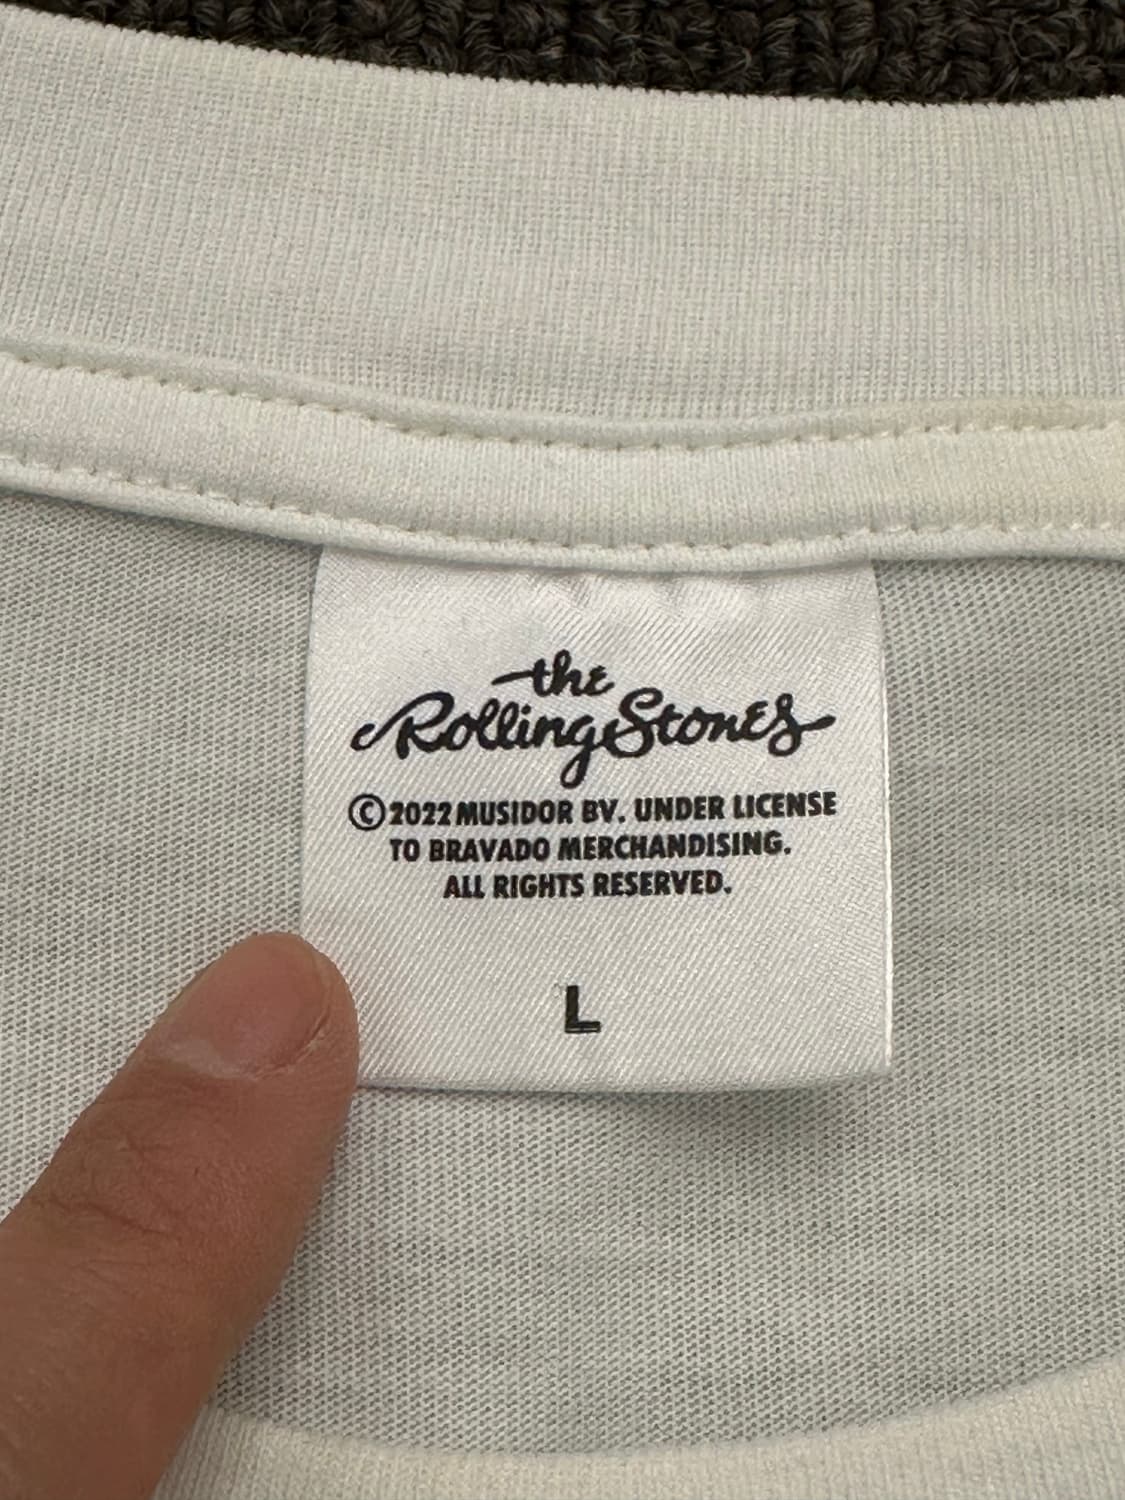 the
Rolling Stones
©2022 MUSIDOR BV. UNDER LICENSE
TO BRAVADO MERCHANDISING.
ALL RIGHTS RESERVED.
L